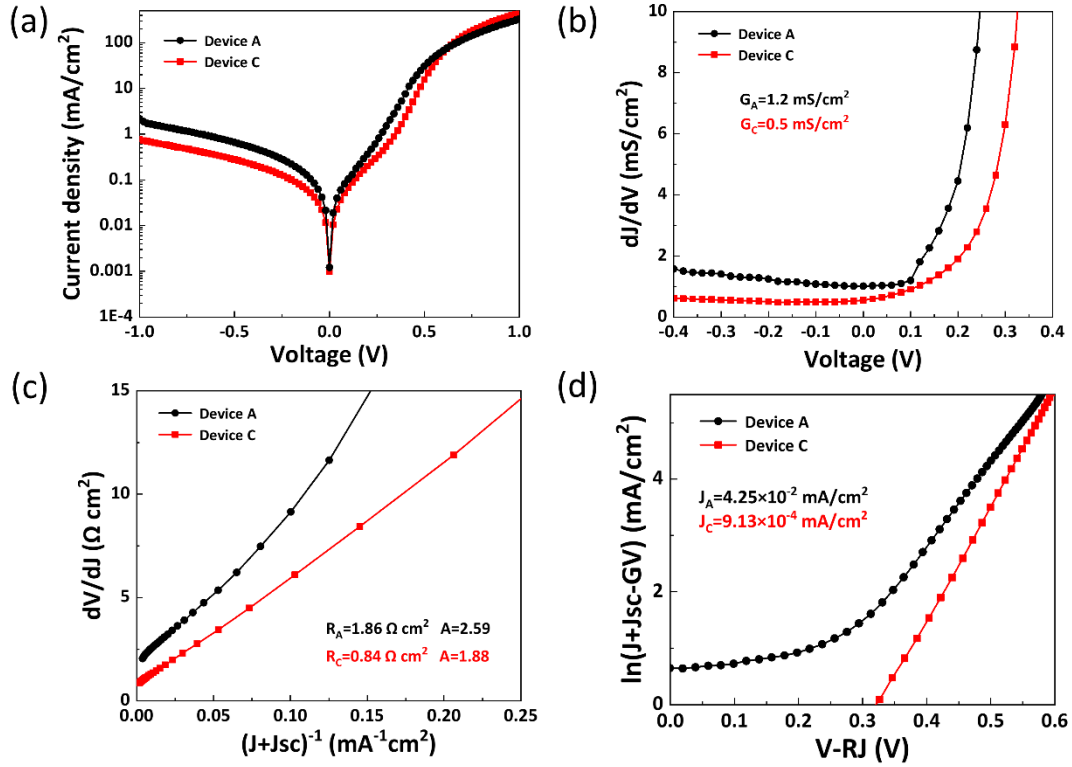 (a)
Current density (mA/cm²)
100
10
1
0.1
0.01
0.001
1E-4
Device A
Device C
-1.0
-0.5
0.0
0.5
1.0
Voltage (V)
(b)
dJ/dV (mS/cm²)
10
8
6
4
2
0
Device A
Device C
G_A=1.2 mS/cm²
G_C=0.5 mS/cm²
-0.4
-0.3
-0.2
-0.1
0.0
0.1
0.2
0.3
0.4
Voltage (V)
(c)
dV/dJ (Ω cm²)
15
10
5
0
Device A
Device C
R_A=1.86 Ω cm² A=2.59
R_C=0.84 Ω cm² A=1.88
0.00
0.05
0.10
0.15
0.20
0.25
(J+Jsc)⁻¹ (mA⁻¹cm²)
(d)
ln(J+Jsc-GV) (mA/cm²)
4
2
0
Device A
Device C
J_A=4.25×10⁻² mA/cm²
J_C=9.13×10⁻⁴ mA/cm²
0.0
0.1
0.2
0.3
0.4
0.5
0.6
V-RJ (V)